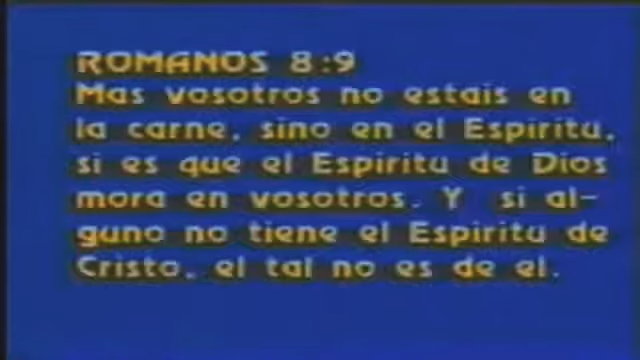 ROMANOS 8:9
Mas vosotros no estais en
la carne, sino en el Espiritu,
si es que el Espiritu de Dios
mora en vosotros. Y si al-
guno no tiene el Espiritu de
Cristo, el tal no es de el.